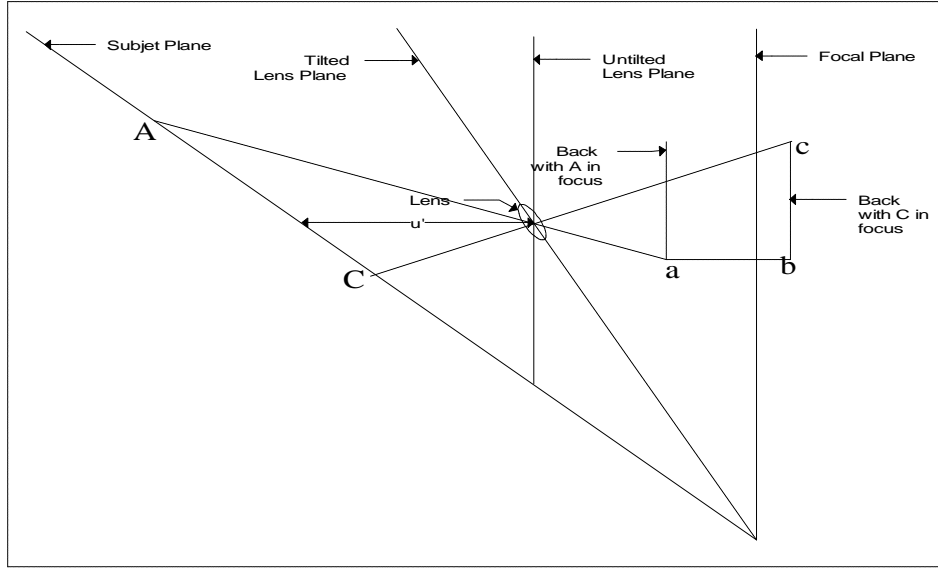 Subjet Plane
Tilted
Lens Plane
Untilted
Lens Plane
Focal Plane
A
Back
with A in
focus
c
Lens
u'
Back
with C in
focus
C
a
b